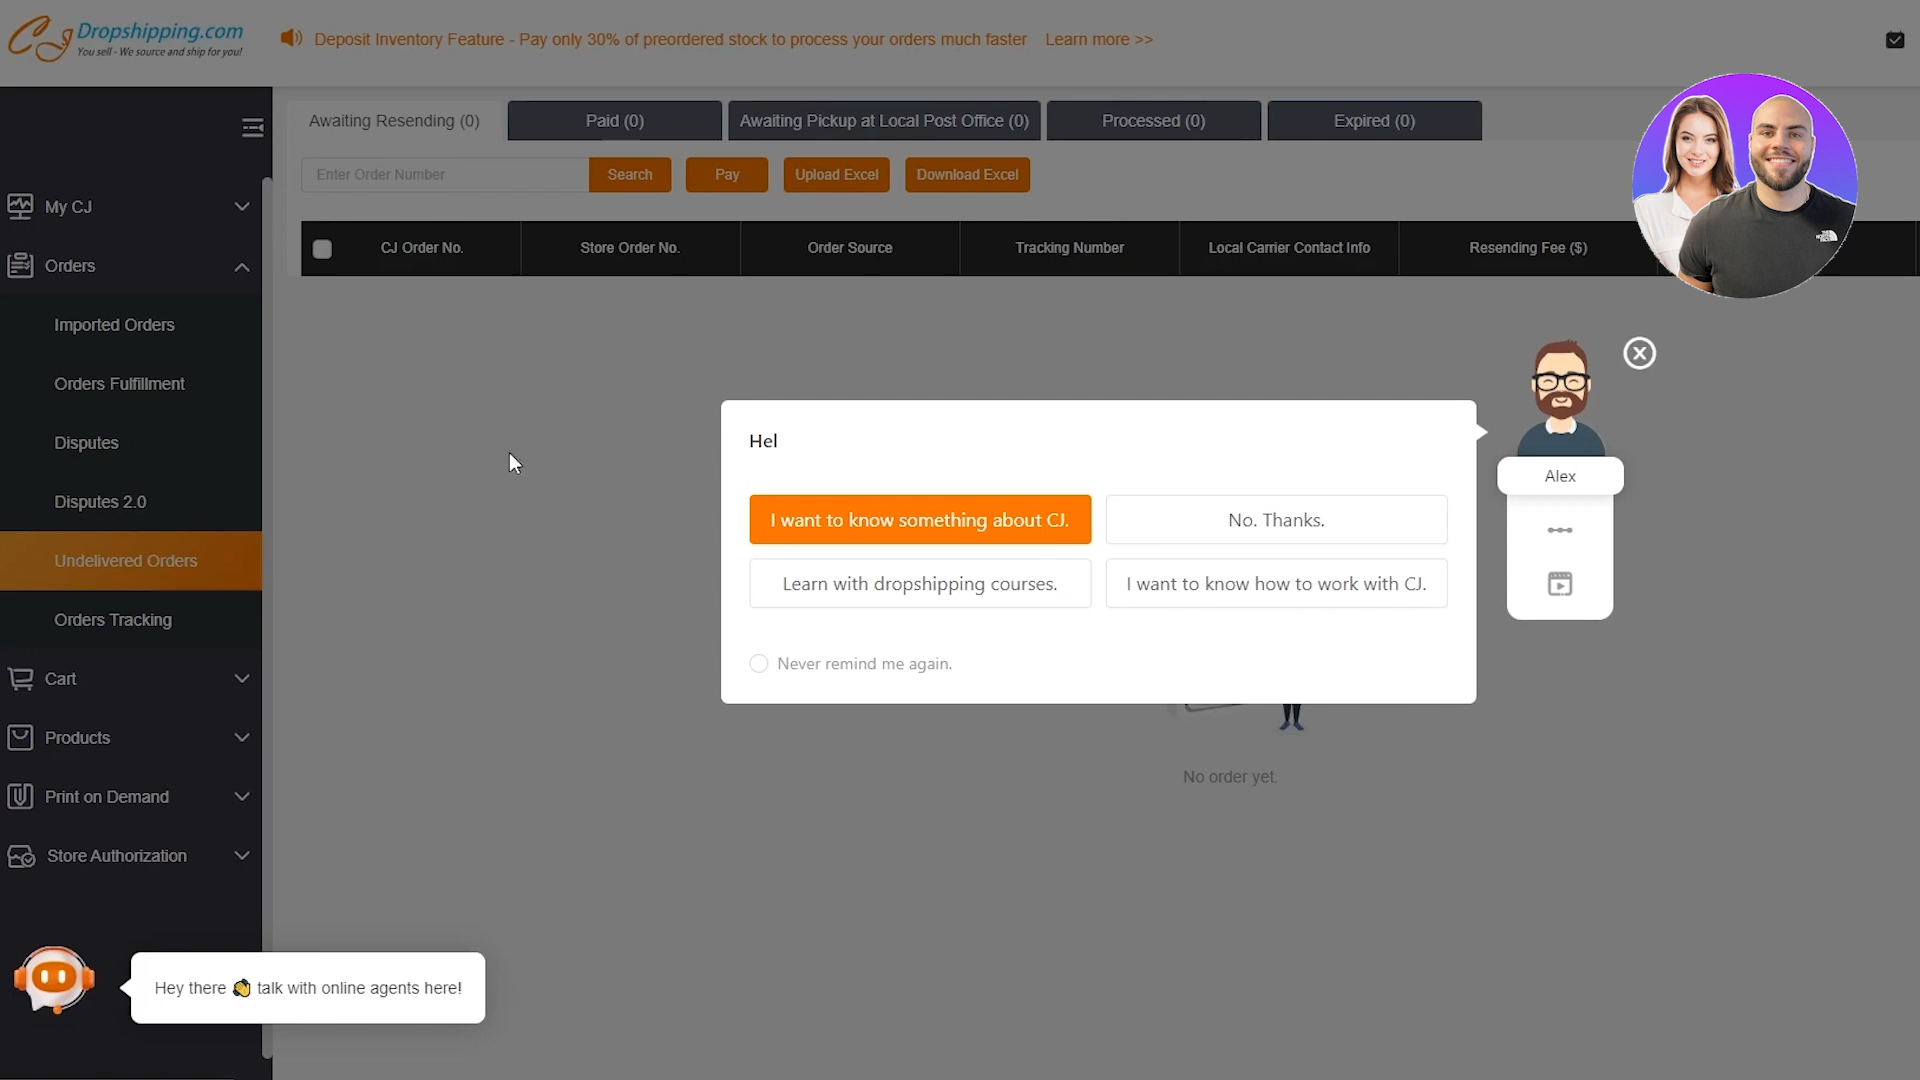 CJ Dropshipping.com
You sell - We source and ship for you!
Deposit Inventory Feature - Pay only 30% of preordered stock to process your orders much faster Learn more >>
Awaiting Resending (0) Paid (0) Awaiting Pickup at Local Post Office (0) Processed (0) Expired (0)
Enter Order Number Search Pay Upload Excel Download Excel
CJ Order No. Store Order No. Order Source Tracking Number Local Carrier Contact Info Resending Fee ($)
My CJ
Orders
Imported Orders
Orders Fulfillment
Disputes
Disputes 2.0
Undelivered Orders
Orders Tracking
Cart
Products
Print on Demand
Store Authorization
THE NORTH FACE
Hel
I want to know something about CJ. No. Thanks.
Learn with dropshipping courses. I want to know how to work with CJ.
Never remind me again.
Alex
No order yet.
Hey there 👏 talk with online agents here!